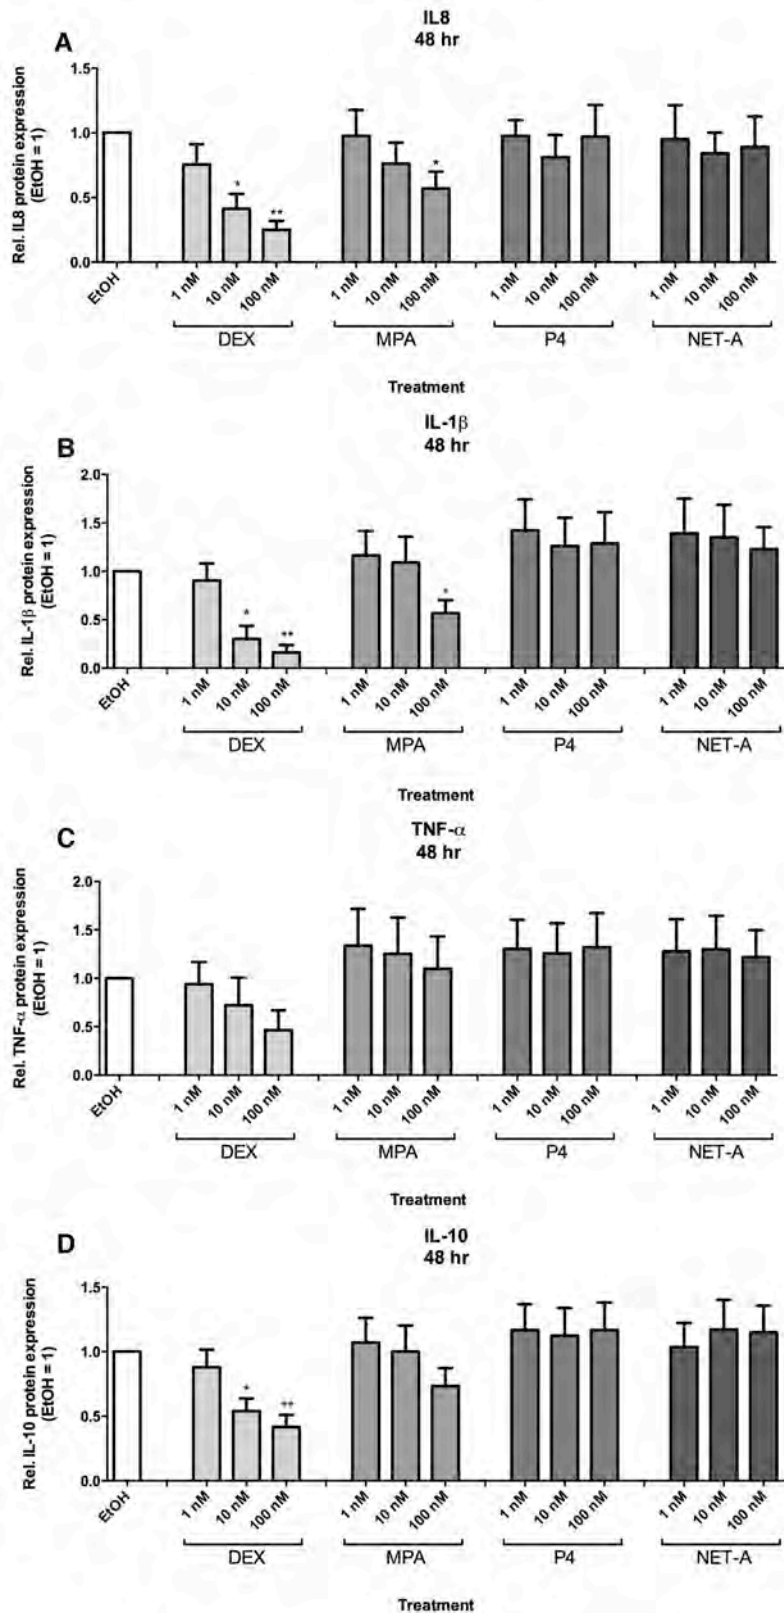 A
IL8
48 hr
Rel. IL8 protein expression
(EtOH = 1)
1.5
1.0
0.5
0.0
* ** *
EtOH 1 nM 10 nM 100 nM 1 nM 10 nM 100 nM 1 nM 10 nM 100 nM 1 nM 10 nM 100 nM
DEX MPA P4 NET-A
Treatment
B
IL-1β
48 hr
Rel. IL-1β protein expression
(EtOH = 1)
2.0
1.5
1.0
0.5
0.0
* ** *
EtOH 1 nM 10 nM 100 nM 1 nM 10 nM 100 nM 1 nM 10 nM 100 nM 1 nM 10 nM 100 nM
DEX MPA P4 NET-A
Treatment
C
TNF-α
48 hr
Rel. TNF-α protein expression
(EtOH = 1)
2.0
1.5
1.0
0.5
0.0
EtOH 1 nM 10 nM 100 nM 1 nM 10 nM 100 nM 1 nM 10 nM 100 nM 1 nM 10 nM 100 nM
DEX MPA P4 NET-A
Treatment
D
IL-10
48 hr
Rel. IL-10 protein expression
(EtOH = 1)
1.5
1.0
0.5
0.0
* **
EtOH 1 nM 10 nM 100 nM 1 nM 10 nM 100 nM 1 nM 10 nM 100 nM 1 nM 10 nM 100 nM
DEX MPA P4 NET-A
Treatment